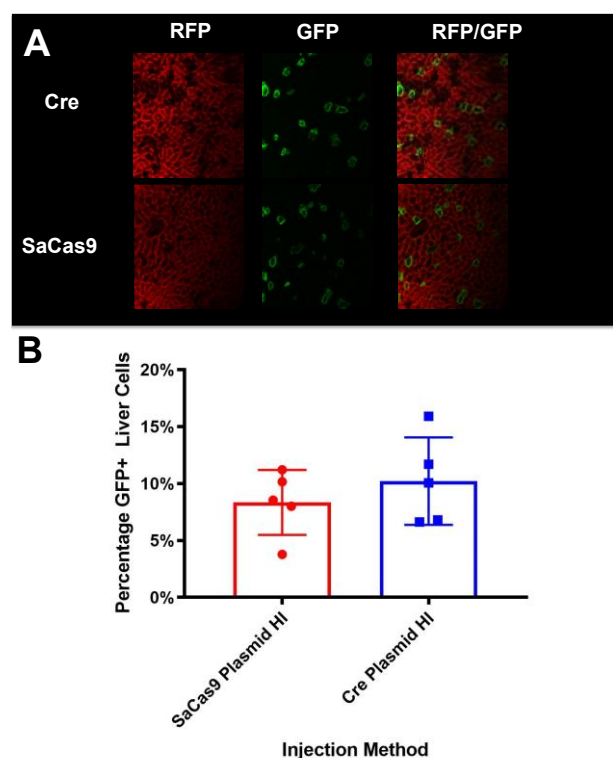 A
RFP GFP RFP/GFP
Cre
SaCas9
B
20%
15%
10%
5%
0%
Percentage GFP+ Liver Cells
SaCas9 Plasmid HI
Cre Plasmid HI
Injection Method